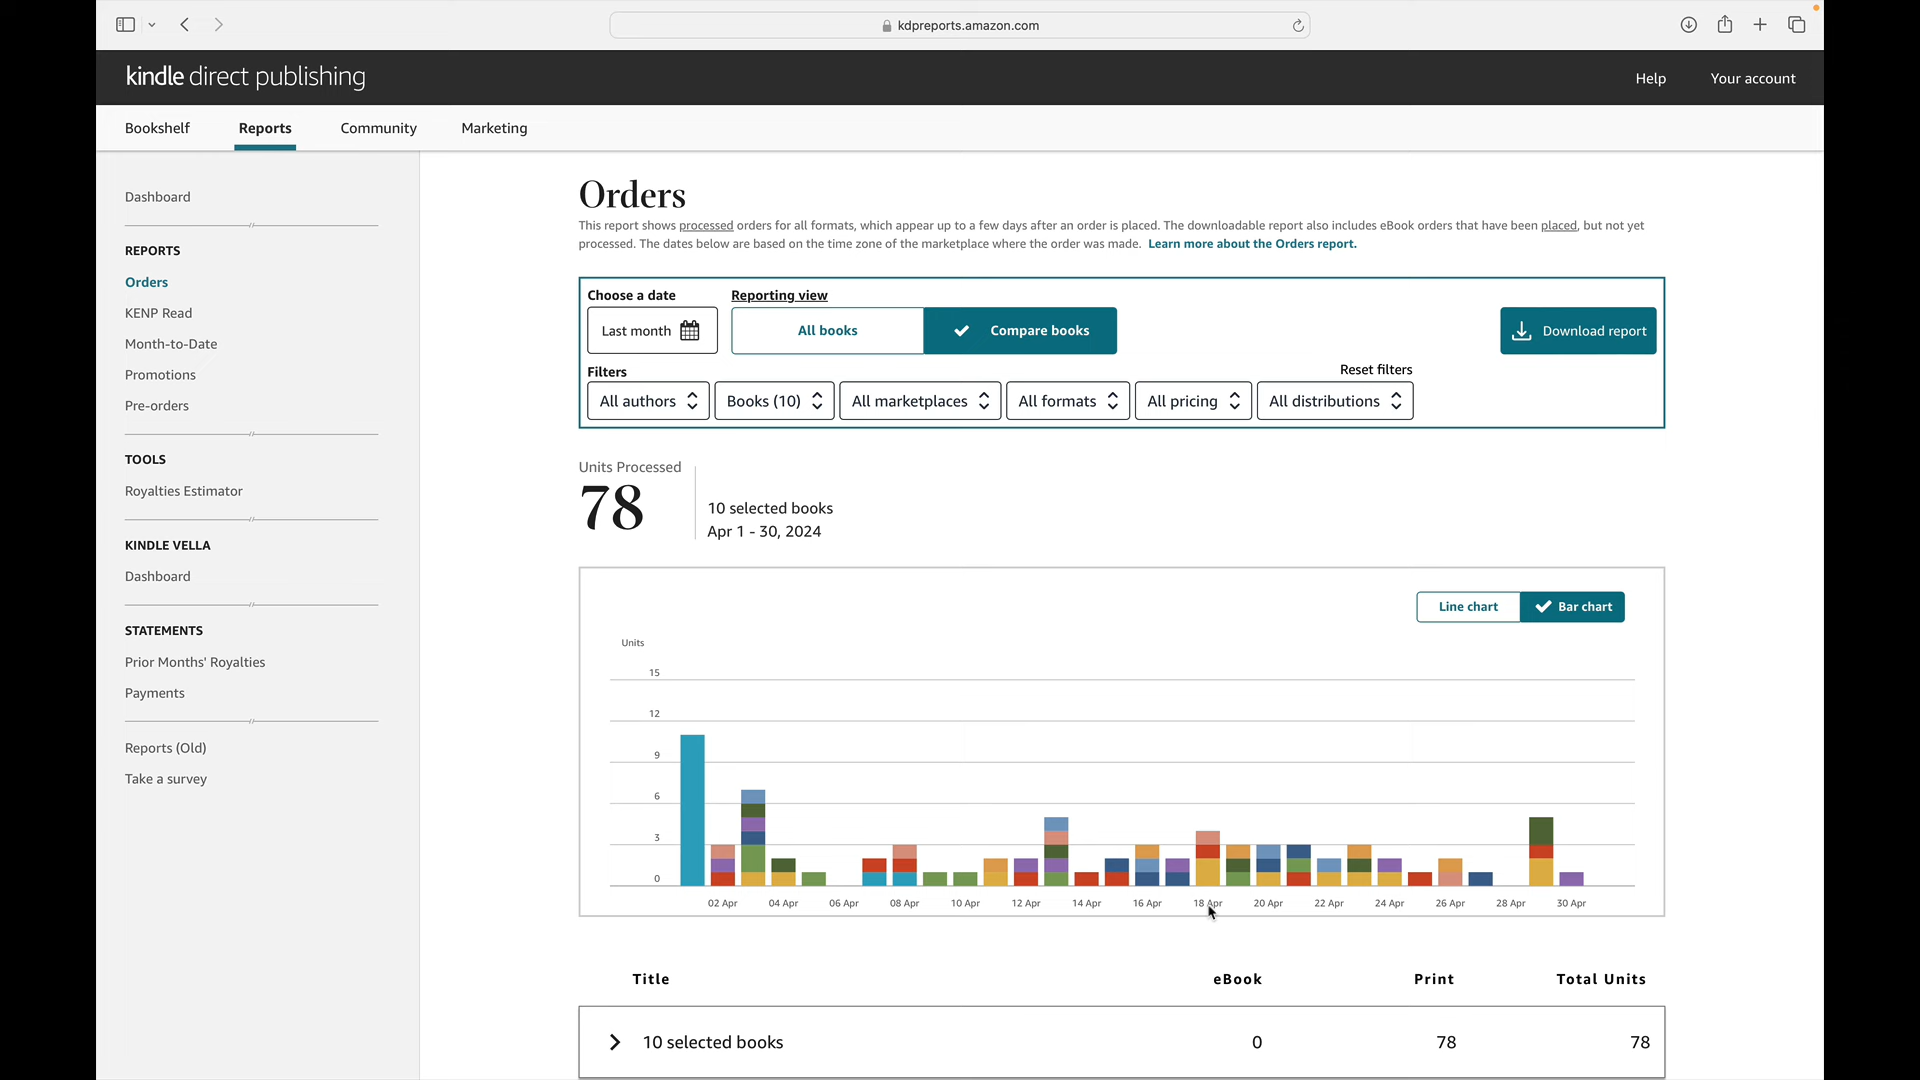 kdpreports.amazon.com
kindle direct publishing
Help
Your account
Bookshelf
Reports
Community
Marketing
Dashboard
REPORTS
Orders
KENP Read
Month-to-Date
Promotions
Pre-orders
TOOLS
Royalties Estimator
KINDLE VELLA
Dashboard
STATEMENTS
Prior Months' Royalties
Payments
Reports (Old)
Take a survey
Orders
This report shows processed orders for all formats, which appear up to a few days after an order is placed. The downloadable report also includes eBook orders that have been placed, but not yet
processed. The dates below are based on the time zone of the marketplace where the order was made. Learn more about the Orders report.
Choose a date
Reporting view
Last month
All books
Compare books
Download report
Filters
Reset filters
All authors
Books (10)
All marketplaces
All formats
All pricing
All distributions
Units Processed
78
10 selected books
Apr 1 - 30, 2024
Line chart
Bar chart
Units
15
12
9
6
3
0
02 Apr
04 Apr
06 Apr
08 Apr
10 Apr
12 Apr
14 Apr
16 Apr
18 Apr
20 Apr
22 Apr
24 Apr
26 Apr
28 Apr
30 Apr
Title
eBook
Print
Total Units
10 selected books
0
78
78